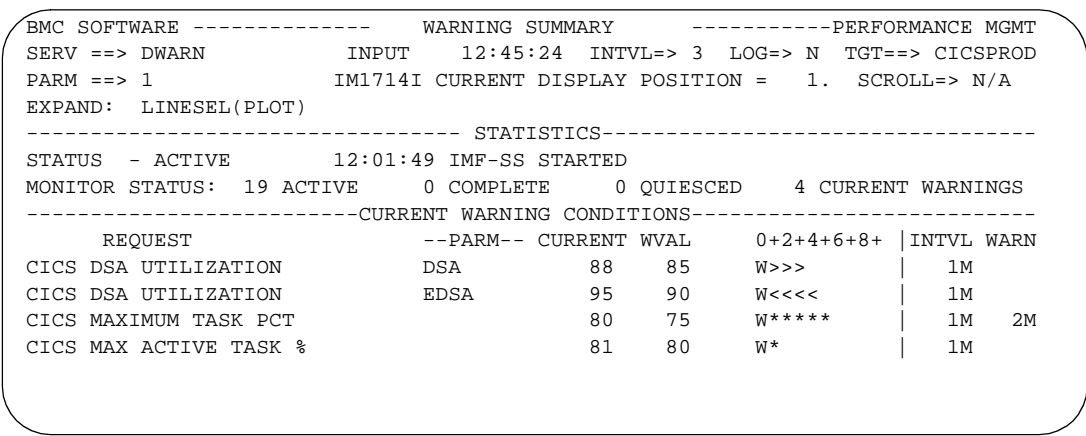 BMC SOFTWARE --------------     WARNING SUMMARY      -----------PERFORMANCE MGMT
SERV ==> DWARN           INPUT    12:45:24  INTVL=> 3  LOG=> N  TGT==> CICSPROD
PARM ==> 1              IM1714I CURRENT DISPLAY POSITION =   1.  SCROLL=> N/A
EXPAND:  LINESEL(PLOT)
---------------------------------- STATISTICS----------------------------------
STATUS  - ACTIVE        12:01:49 IMF-SS STARTED
MONITOR STATUS:  19 ACTIVE     0 COMPLETE     0 QUIESCED    4 CURRENT WARNINGS
--------------------------CURRENT WARNING CONDITIONS---------------------------
      REQUEST                  --PARM-- CURRENT WVAL     0+2+4+6+8+ |INTVL WARN
CICS DSA UTILIZATION           DSA          88    85     W>>>       |  1M
CICS DSA UTILIZATION           EDSA         95    90     W<<<<      |  1M
CICS MAXIMUM TASK PCT                       80    75     W*****     |  1M   2M
CICS MAX ACTIVE TASK %                      81    80     W*         |  1M